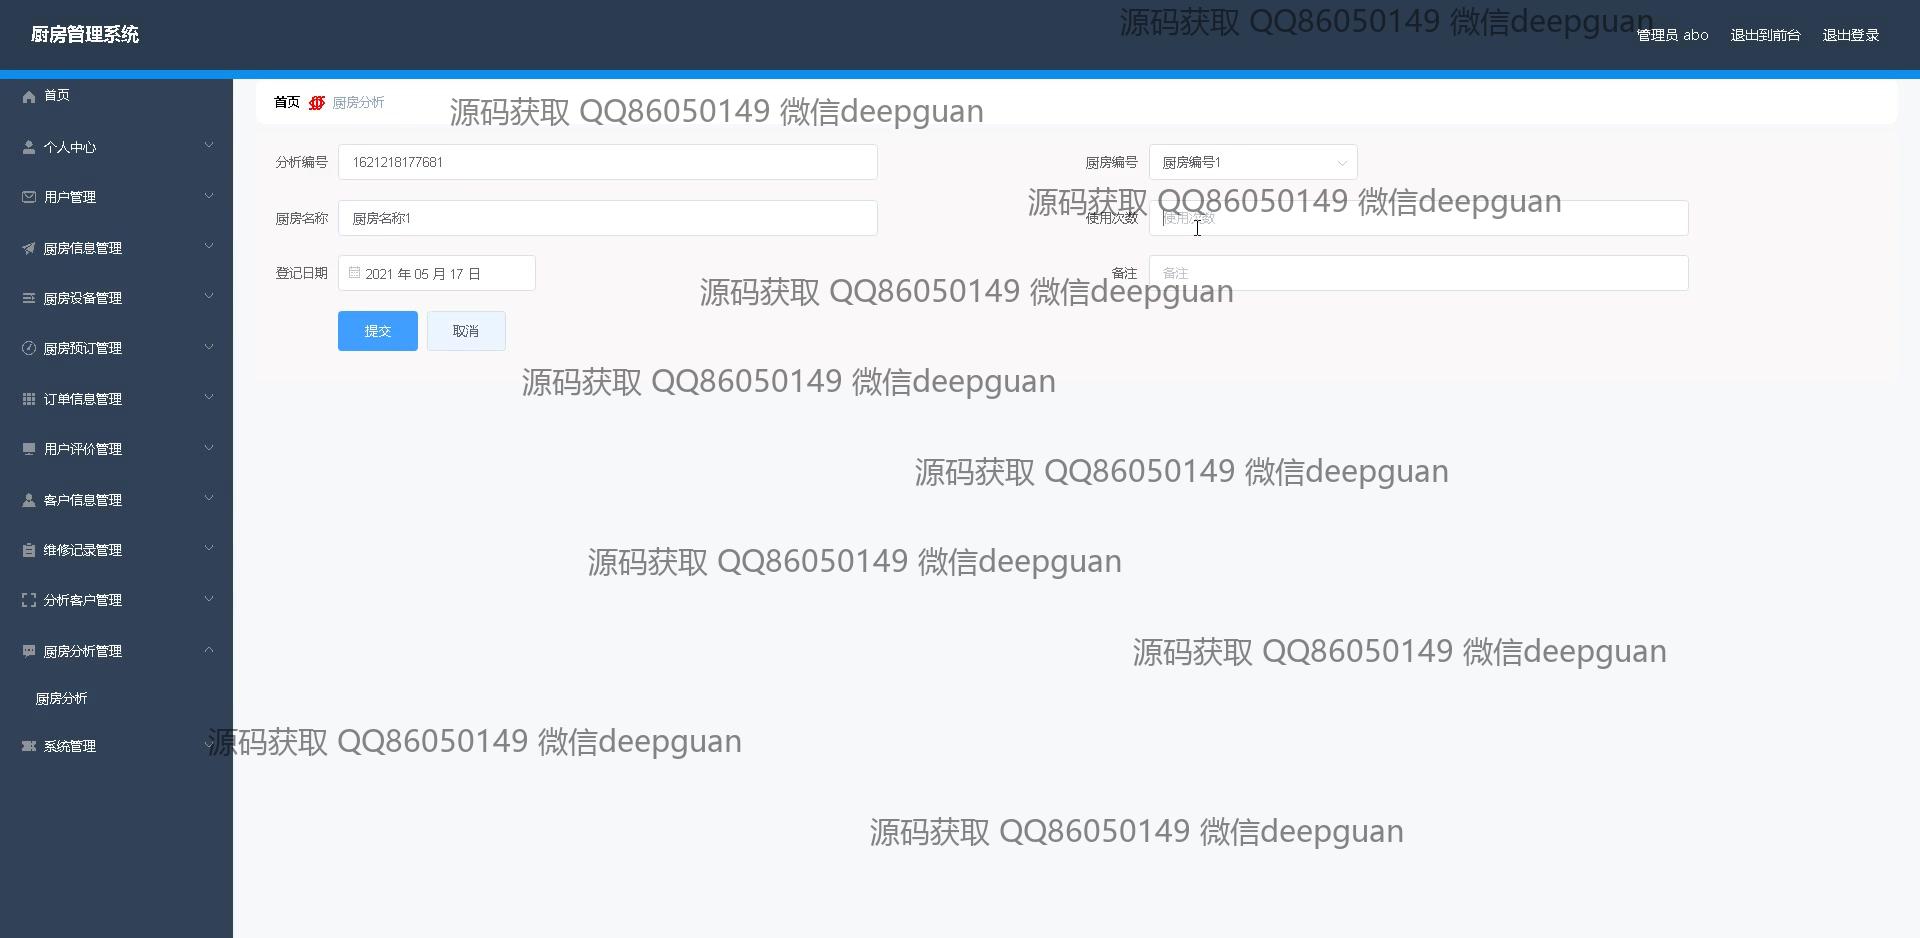 厨房管理系统
源码获取 QQ86050149 微信deepguan
管理员 abo 退出到前台 退出登录
首页
个人中心
用户管理
厨房信息管理
厨房设备管理
厨房预订管理
订单信息管理
用户评价管理
客户信息管理
维修记录管理
分析客户管理
厨房分析管理
厨房分析
系统管理
首页 厨房分析
源码获取 QQ86050149 微信deepguan
分析编号 1621218177681
厨房编号 厨房编号1
源码获取 QQ86050149 微信deepguan
厨房名称 厨房名称1
使用次数 使用次数
登记日期 2021 年 05 月 17 日
备注 备注
源码获取 QQ86050149 微信deepguan
提交 取消
源码获取 QQ86050149 微信deepguan
源码获取 QQ86050149 微信deepguan
源码获取 QQ86050149 微信deepguan
源码获取 QQ86050149 微信deepguan
源码获取 QQ86050149 微信deepguan
源码获取 QQ86050149 微信deepguan